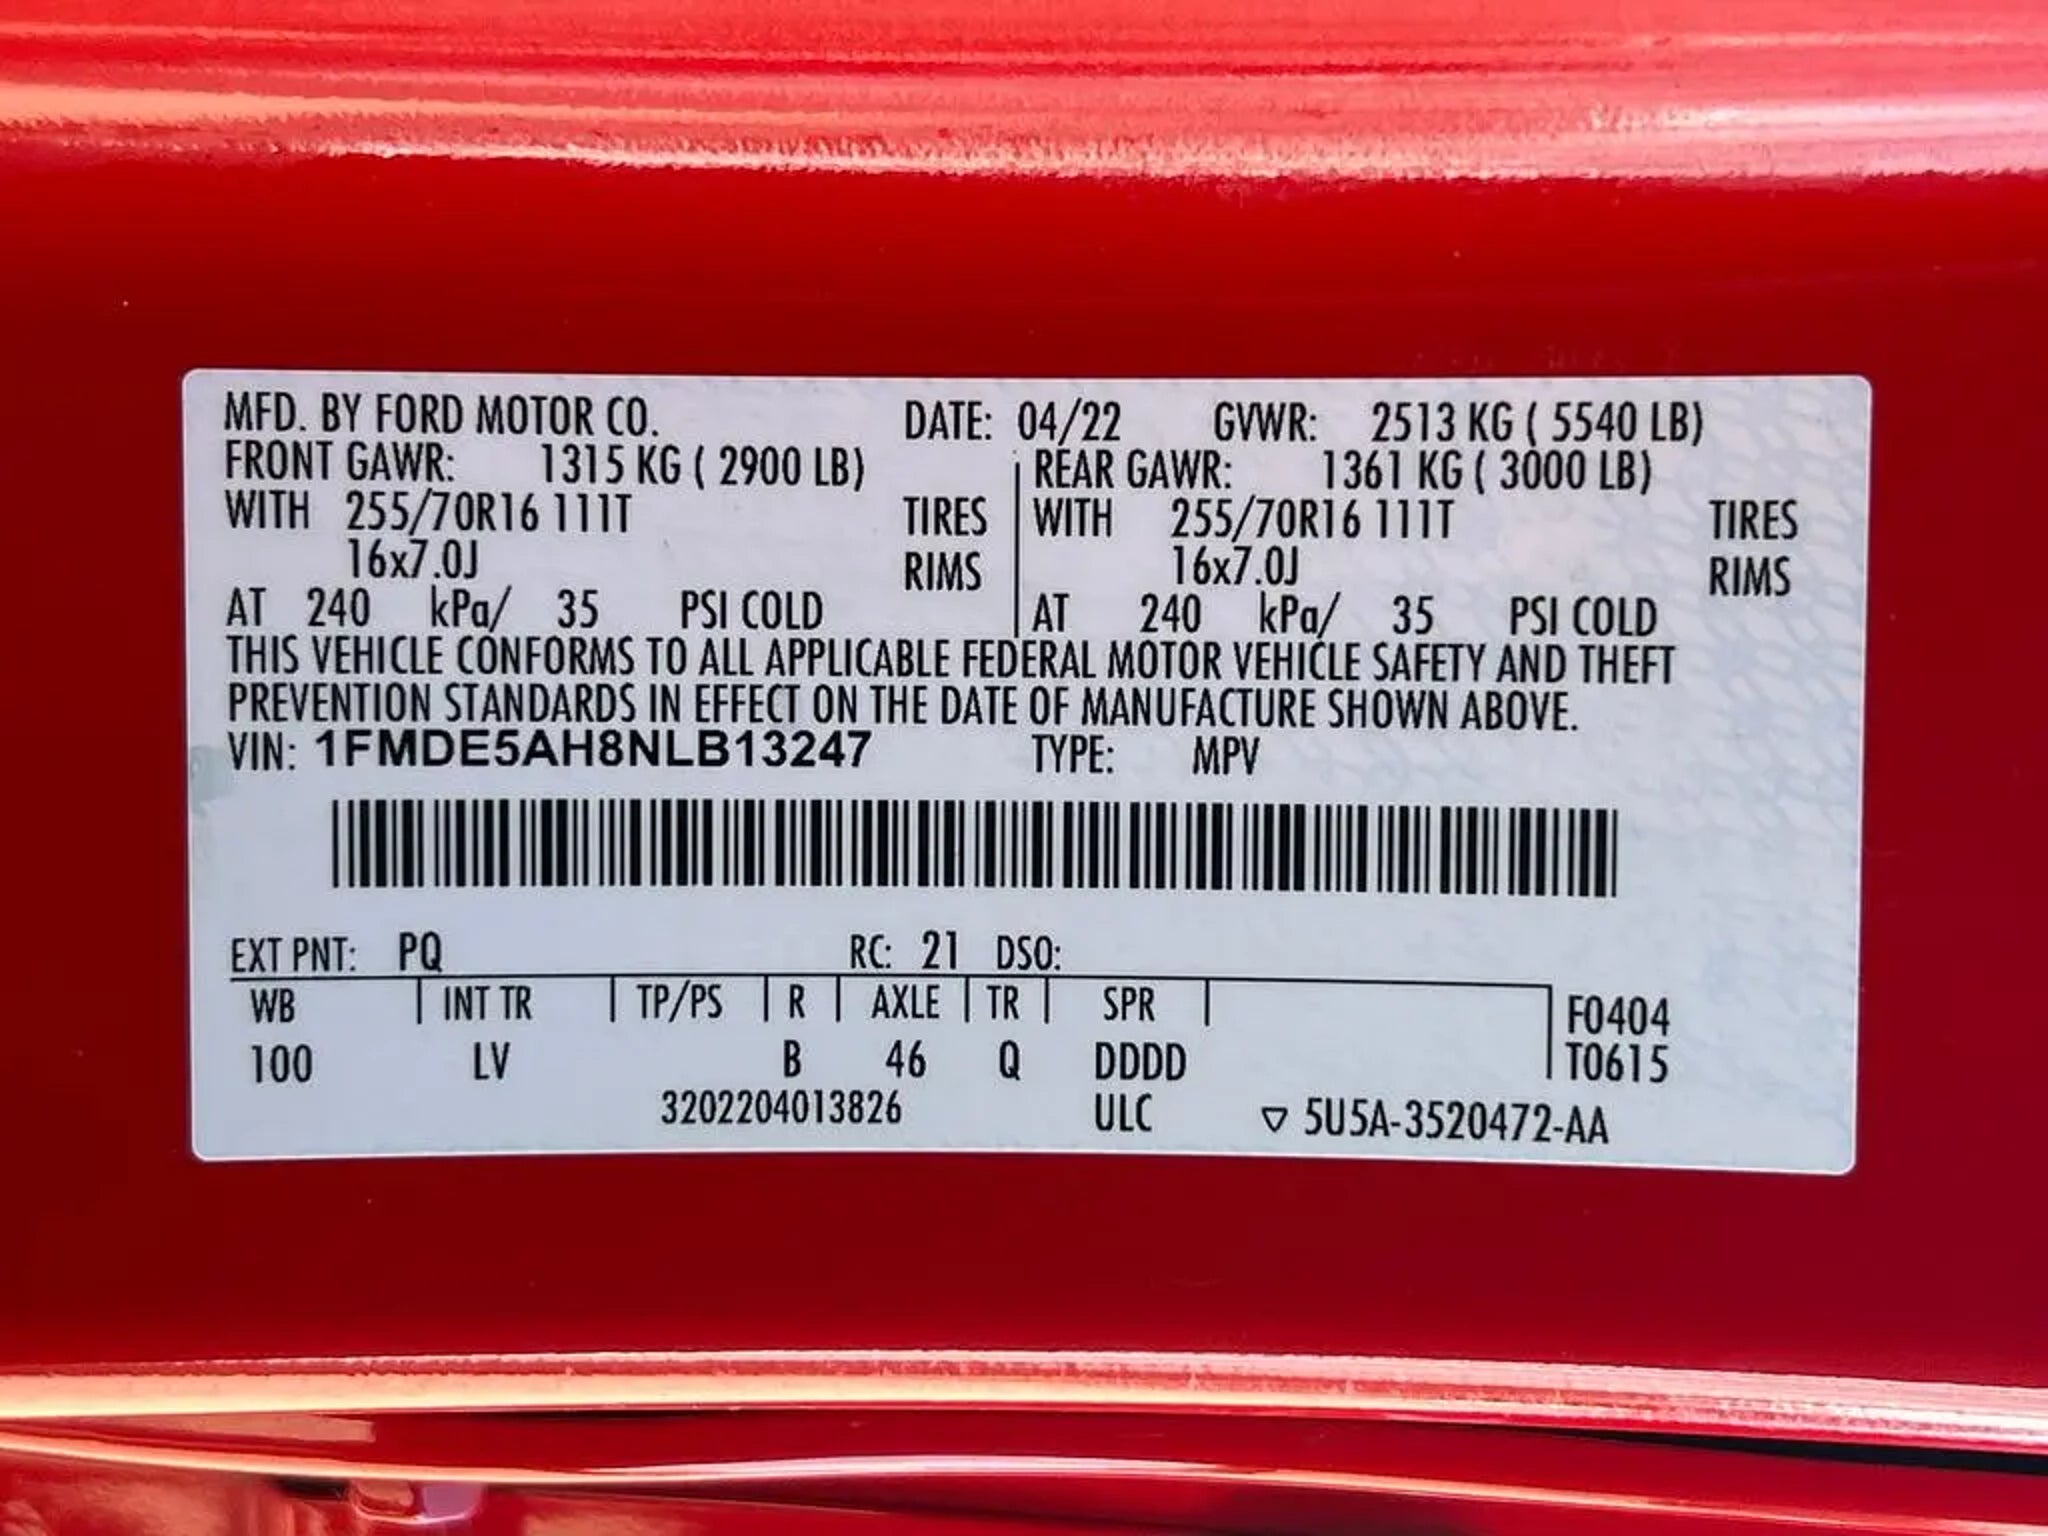 MFD. BY FORD MOTOR CO. DATE: 04/22 GVWR: 2513 KG ( 5540 LB)
FRONT GAWR: 1315 KG ( 2900 LB) REAR GAWR: 1361 KG ( 3000 LB)
WITH 255/70R16 111T TIRES WITH 255/70R16 111T TIRES
16x7.0J RIMS 16x7.0J RIMS
AT 240 kPa/ 35 PSI COLD AT 240 kPa/ 35 PSI COLD
THIS VEHICLE CONFORMS TO ALL APPLICABLE FEDERAL MOTOR VEHICLE SAFETY AND THEFT
PREVENTION STANDARDS IN EFFECT ON THE DATE OF MANUFACTURE SHOWN ABOVE.
VIN: 1FMDE5AH8NLB13247 TYPE: MPV
EXT PNT: PQ RC: 21 DSO:
WB INT TR TP/PS R AXLE TR SPR F0404
100 LV B 46 Q DDDD T0615
3202204013826 ULC ▽ 5U5A-3520472-AA